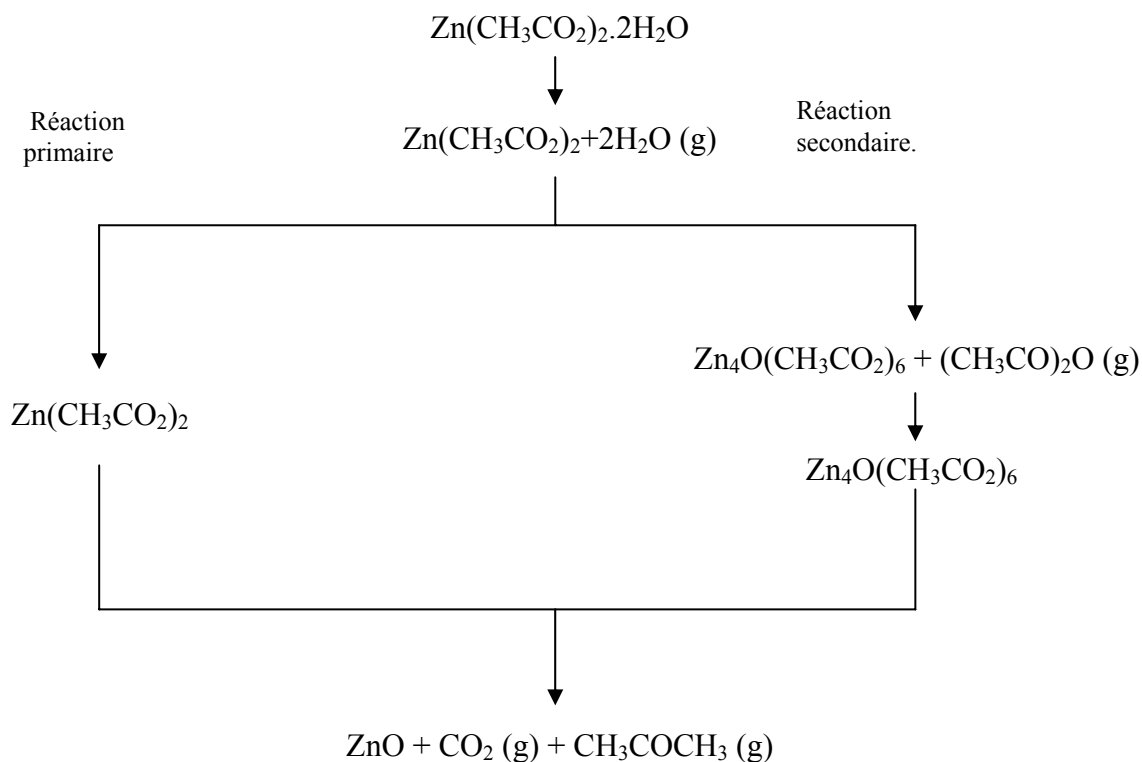 Zn(CH₃CO₂)₂.2H₂O
Réaction
primaire
Zn(CH₃CO₂)₂+2H₂O (g)
Réaction
secondaire.
Zn₄O(CH₃CO₂)₆ + (CH₃CO)₂O (g)
Zn(CH₃CO₂)₂
Zn₄O(CH₃CO₂)₆
ZnO + CO₂ (g) + CH₃COCH₃ (g)